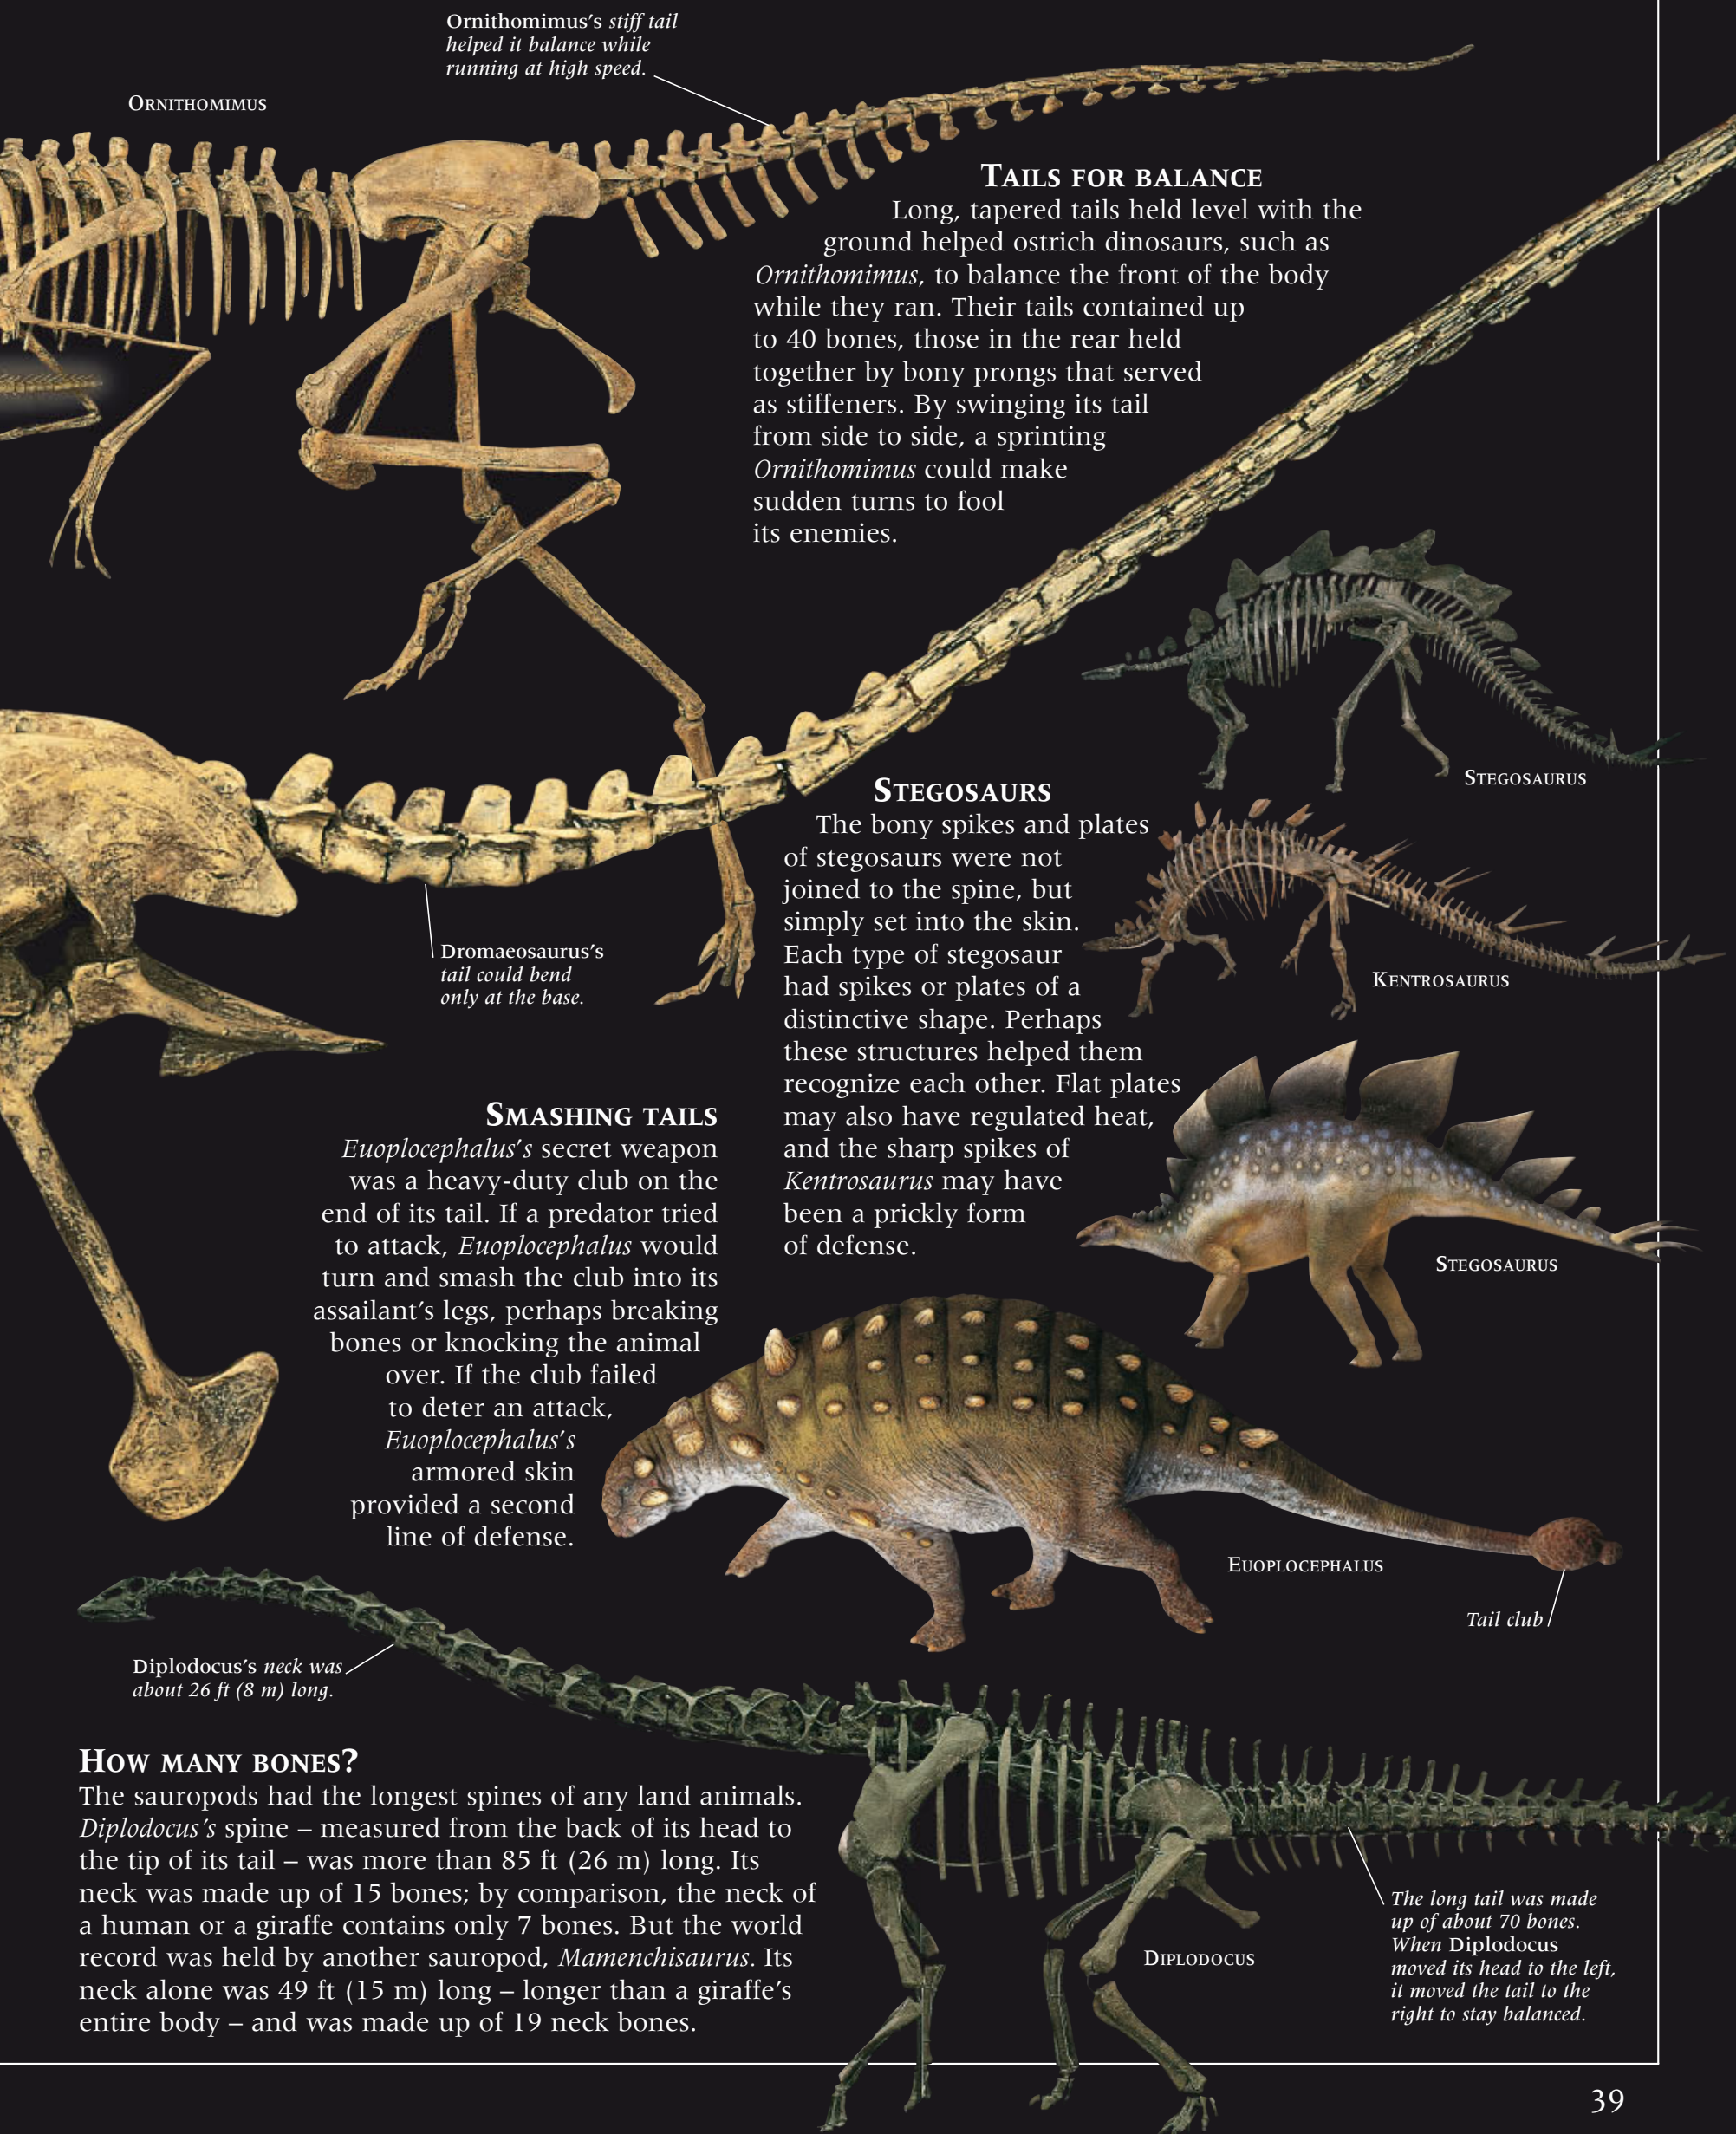 Ornithomimus's stiff tail
helped it balance while
running at high speed.
ORNITHOMIMUS
TAILS FOR BALANCE
Long, tapered tails held level with the
ground helped ostrich dinosaurs, such as
Ornithomimus, to balance the front of the body
while they ran. Their tails contained up
to 40 bones, those in the rear held
together by bony prongs that served
as stiffeners. By swinging its tail
from side to side, a sprinting
Ornithomimus could make
sudden turns to fool
its enemies.
STEGOSAURUS
STEGOSAURS
The bony spikes and plates
of stegosaurs were not
joined to the spine, but
simply set into the skin.
Each type of stegosaur
had spikes or plates of a
distinctive shape. Perhaps
these structures helped them
recognize each other. Flat plates
may also have regulated heat,
and the sharp spikes of
Kentrosaurus may have
been a prickly form
of defense.
KENTROSAURUS
Dromaeosaurus's
tail could bend
only at the base.
STEGOSAURUS
SMASHING TAILS
Euoplocephalus's secret weapon
was a heavy-duty club on the
end of its tail. If a predator tried
to attack, Euoplocephalus would
turn and smash the club into its
assailant's legs, perhaps breaking
bones or knocking the animal
over. If the club failed
to deter an attack,
Euoplocephalus's
armored skin
provided a second
line of defense.
EUOPLOCEPHALUS
Tail club
Diplodocus's neck was
about 26 ft (8 m) long.
HOW MANY BONES?
The sauropods had the longest spines of any land animals.
Diplodocus's spine – measured from the back of its head to
the tip of its tail – was more than 85 ft (26 m) long. Its
neck was made up of 15 bones; by comparison, the neck of
a human or a giraffe contains only 7 bones. But the world
record was held by another sauropod, Mamenchisaurus. Its
neck alone was 49 ft (15 m) long – longer than a giraffe's
entire body – and was made up of 19 neck bones.
DIPLODOCUS
The long tail was made
up of about 70 bones.
When Diplodocus
moved its head to the left,
it moved the tail to the
right to stay balanced.
39